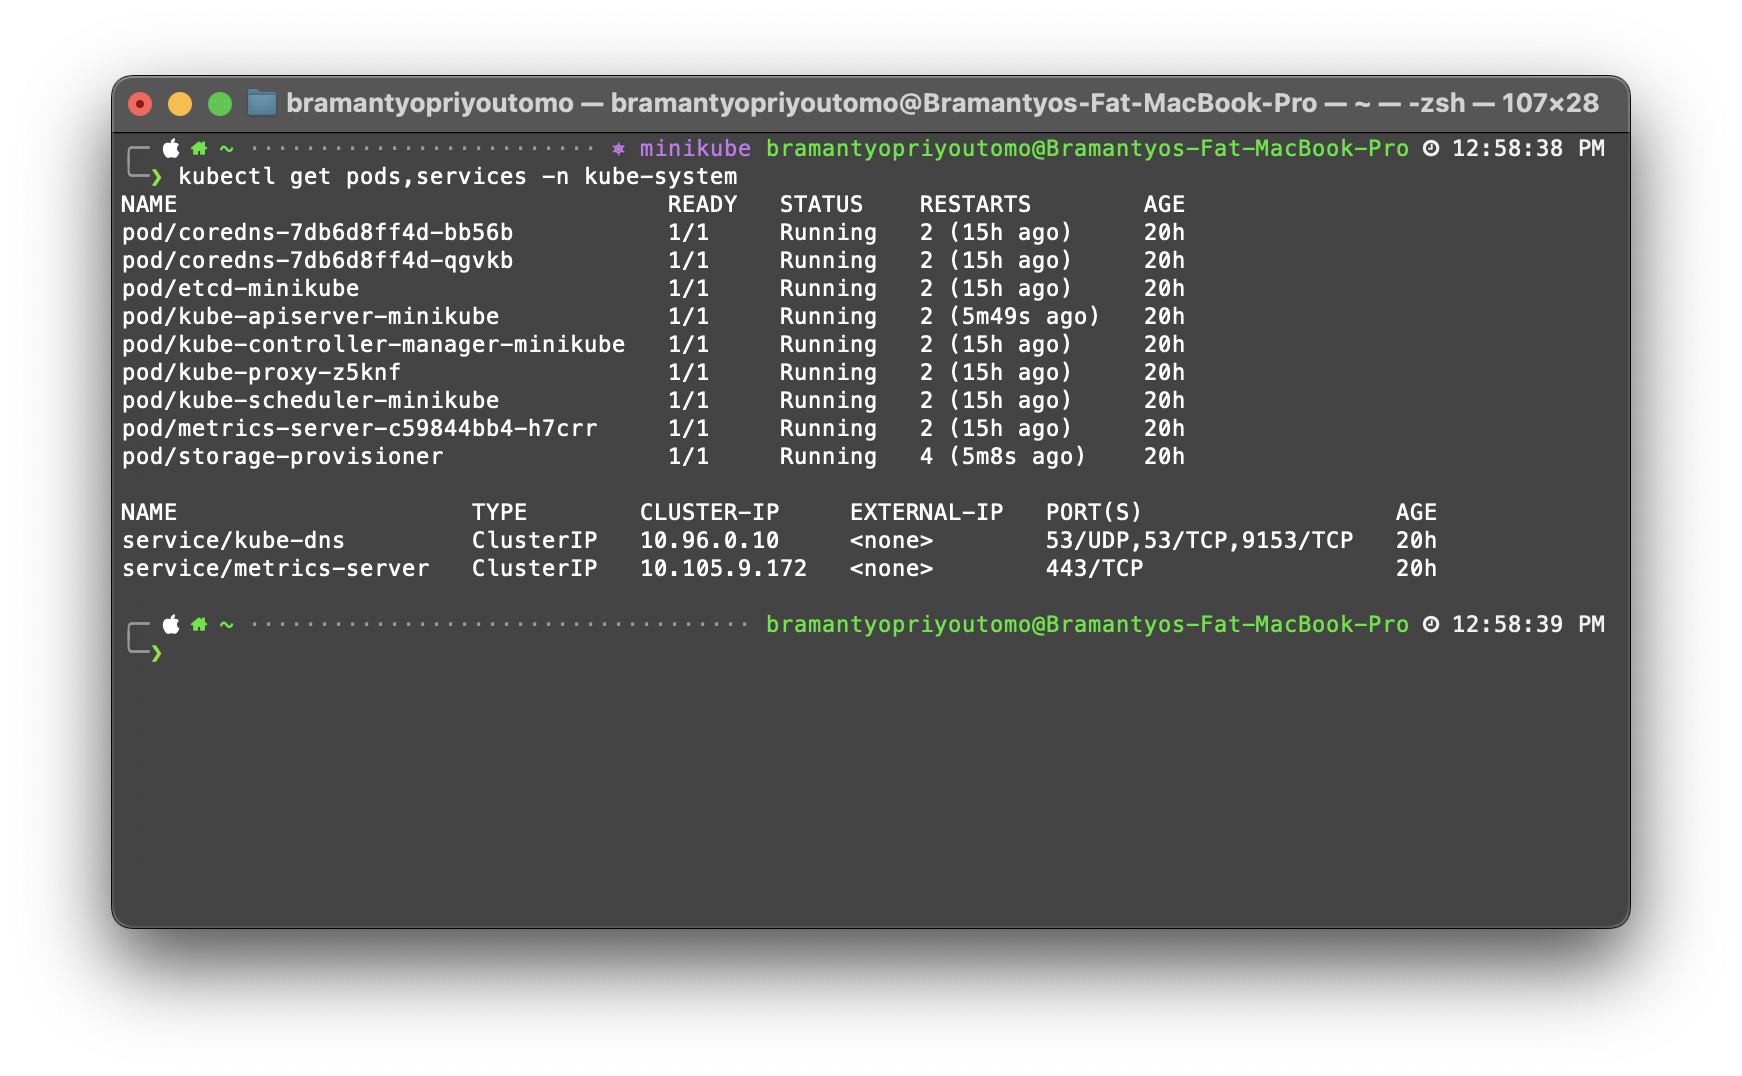 bramantyopriyoutomo — bramantyopriyoutomo@Bramantyos-Fat-MacBook-Pro — ~ — -zsh — 107×28
~ ························· minikube bramantyopriyoutomo@Bramantyos-Fat-MacBook-Pro 12:58:38 PM
❯ kubectl get pods,services -n kube-system
NAME                                   READY   STATUS    RESTARTS        AGE
pod/coredns-7db6d8ff4d-bb56b           1/1     Running   2 (15h ago)     20h
pod/coredns-7db6d8ff4d-qgvkb           1/1     Running   2 (15h ago)     20h
pod/etcd-minikube                      1/1     Running   2 (15h ago)     20h
pod/kube-apiserver-minikube            1/1     Running   2 (5m49s ago)   20h
pod/kube-controller-manager-minikube   1/1     Running   2 (15h ago)     20h
pod/kube-proxy-z5knf                   1/1     Running   2 (15h ago)     20h
pod/kube-scheduler-minikube            1/1     Running   2 (15h ago)     20h
pod/metrics-server-c59844bb4-h7crr     1/1     Running   2 (15h ago)     20h
pod/storage-provisioner                1/1     Running   4 (5m8s ago)    20h
NAME                     TYPE        CLUSTER-IP     EXTERNAL-IP   PORT(S)                  AGE
service/kube-dns         ClusterIP   10.96.0.10     <none>        53/UDP,53/TCP,9153/TCP   20h
service/metrics-server   ClusterIP   10.105.9.172   <none>        443/TCP                  20h
~ ···································· bramantyopriyoutomo@Bramantyos-Fat-MacBook-Pro 12:58:39 PM
❯